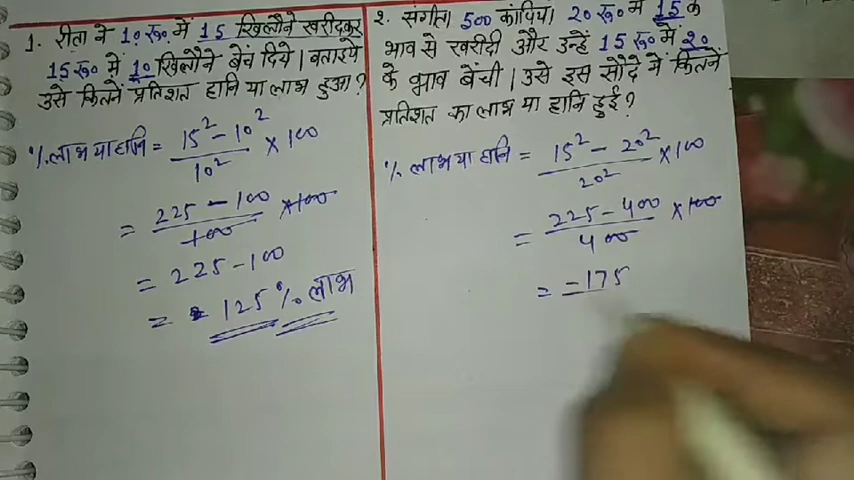 1. रीता ने 10 रू० में 15 खिलौने खरीदकर
15 रू० में 10 खिलौने बेंच दिये। बताइये
उसे कितनें प्रतिशत हानि या लाभ हुआ?
% लाभ या हानि = 15² - 10² / 10² × 100
= 225 - 100 / 100 × 100
= 225 - 100
= 125% लाभ
२. संगीता 500 कापियां 20 रू० में 15 के
भाव से खरीदी और उन्हें 15 रू० में 20
के भाव बेंची। उसे इस सौदे में कितनें
प्रतिशत का लाभ या हानि हुई?
% लाभ या हानि = 15² - 20² / 20² × 100
= 225 - 400 / 400 × 100
= -175